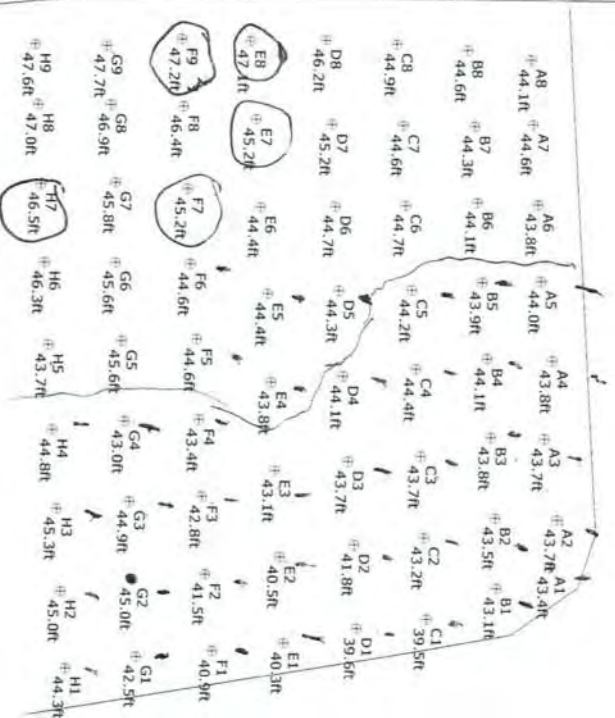 A8
44.1ft
A7
44.6ft
A6
43.8ft
A5
44.0ft
A4
43.8ft
A3
43.7ft
A2
43.7ft
A1
43.4ft
B8
44.6ft
B7
44.3ft
B6
44.1ft
B5
43.9ft
B4
44.1ft
B3
43.8ft
B2
43.5ft
B1
43.1ft
C8
44.9ft
C7
44.6ft
C6
44.7ft
C5
44.2ft
C4
44.4ft
C3
43.7ft
C2
43.2ft
C1
39.5ft
D8
46.2ft
D7
45.2ft
D6
44.7ft
D5
44.3ft
D4
44.1ft
D3
43.7ft
D2
41.8ft
D1
39.6ft
E8
47.1ft
E7
45.2ft
E6
44.4ft
E5
44.4ft
E4
43.8ft
E3
43.1ft
E2
40.5ft
E1
40.3ft
F9
47.2ft
F8
46.4ft
F7
45.2ft
F6
44.6ft
F5
44.6ft
F4
43.4ft
F3
42.8ft
F2
41.5ft
F1
40.9ft
G9
47.7ft
G8
46.9ft
G7
45.8ft
G6
45.6ft
G5
45.6ft
G4
43.0ft
G3
44.9ft
G2
45.0ft
G1
42.5ft
H9
47.6ft
H8
47.0ft
H7
46.5ft
H6
46.3ft
H5
43.7ft
H4
44.8ft
H3
45.3ft
H2
45.0ft
H1
44.3ft